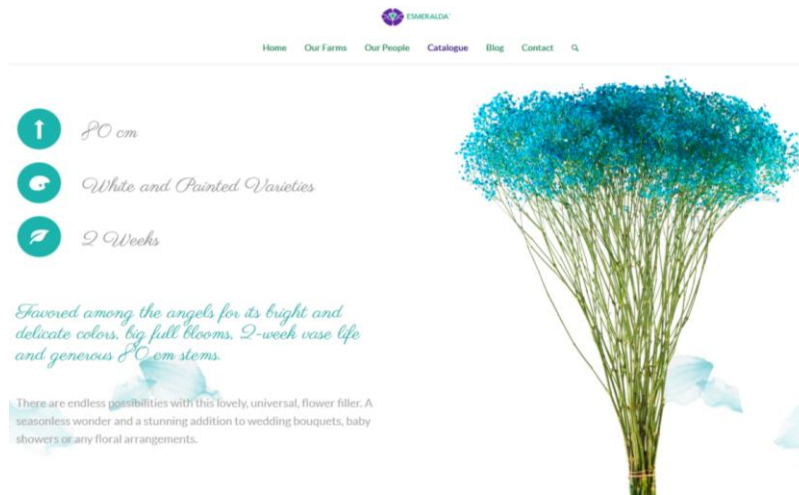 ESMERALDA
Home Our Farms Our People Catalogue Blog Contact
80 cm
White and Painted Varieties
2 Weeks
Favored among the angels for its bright and
delicate colors, big full blooms, 2-week vase life
and generous 80 cm stems.
There are endless possibilities with this lovely, universal, flower filler. A
seasonless wonder and a stunning addition to wedding bouquets, baby
showers or any floral arrangements.